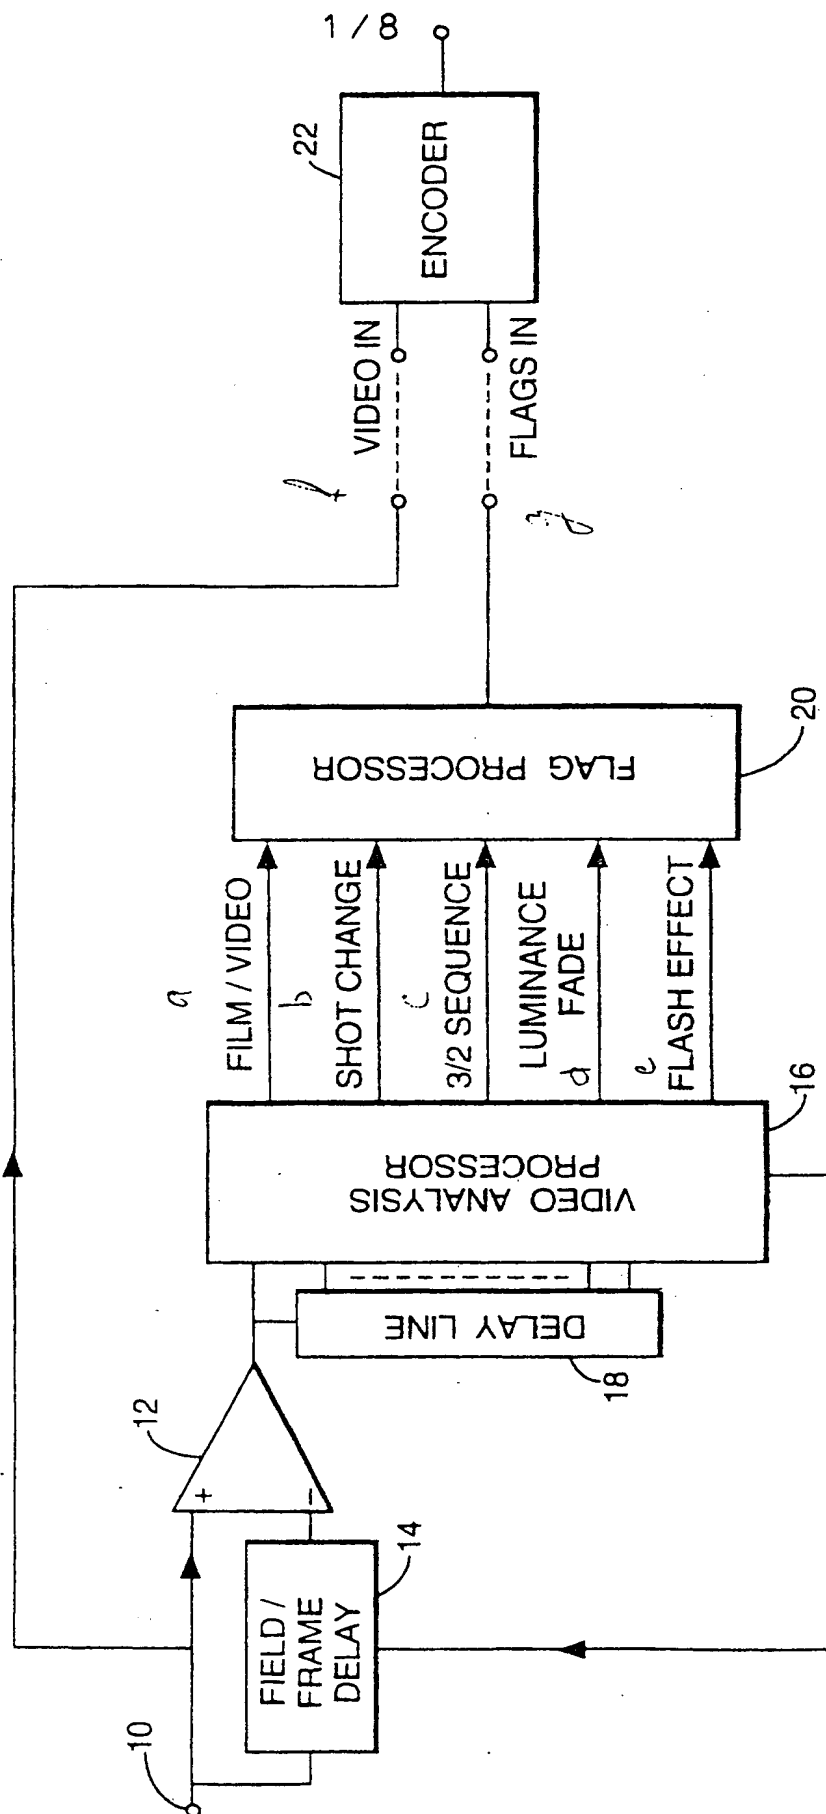 1 / 8
22
ENCODER
VIDEO IN
FLAGS IN
f
FLAG PROCESSOR
20
a
FILM / VIDEO
b
SHOT CHANGE
c
3/2 SEQUENCE
LUMINANCE
d FADE
e
FLASH EFFECT
VIDEO ANALYSIS
PROCESSOR
16
DELAY LINE
18
12
+
−
FIELD /
FRAME
DELAY
14
10